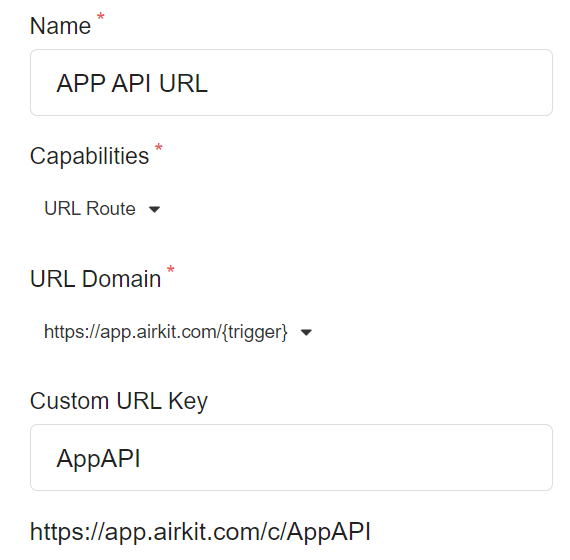 Name *
APP API URL
Capabilities *
URL Route
URL Domain *
https://app.airkit.com/{trigger}
Custom URL Key
AppAPI
https://app.airkit.com/c/AppAPI